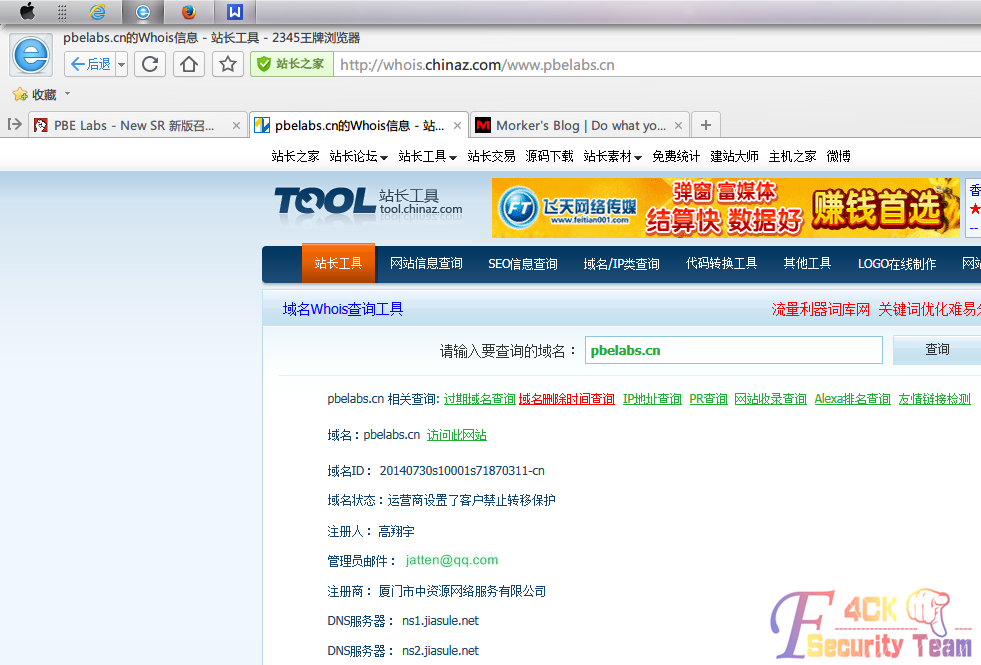 W
pbelabs.cn的Whois信息 - 站长工具 - 2345王牌浏览器
后退 站长之家 http://whois.chinaz.com/www.pbelabs.cn
收藏
PBE Labs - New SR 新版召... × pbelabs.cn的Whois信息 - 站... × M Morker's Blog | Do what yo... × +
站长之家 站长论坛 站长工具 站长交易 源码下载 站长素材 免费统计 建站大师 主机之家 微博
TOOL 站长工具 tool.chinaz.com
FT 飞天网络传媒 www.feitian001.com
弹窗 富媒体
结算快 数据好
赚钱首选
香
★
--
站长工具 网站信息查询 SEO信息查询 域名/IP类查询 代码转换工具 其他工具 LOGO在线制作 网站
域名Whois查询工具 流量利器词库网 关键词优化难易分
请输入要查询的域名： pbelabs.cn 查询
pbelabs.cn 相关查询: 过期域名查询 域名删除时间查询 IP地址查询 PR查询 网站收录查询 Alexa排名查询 友情链接检测
域名：pbelabs.cn 访问此网站
域名ID： 20140730s10001s71870311-cn
域名状态：运营商设置了客户禁止转移保护
注册人： 高翔宇
管理员邮件： jatten@qq.com
注册商： 厦门市中资源网络服务有限公司
DNS服务器： ns1.jiasule.net
DNS服务器： ns2.jiasule.net
F4CK
Security Team